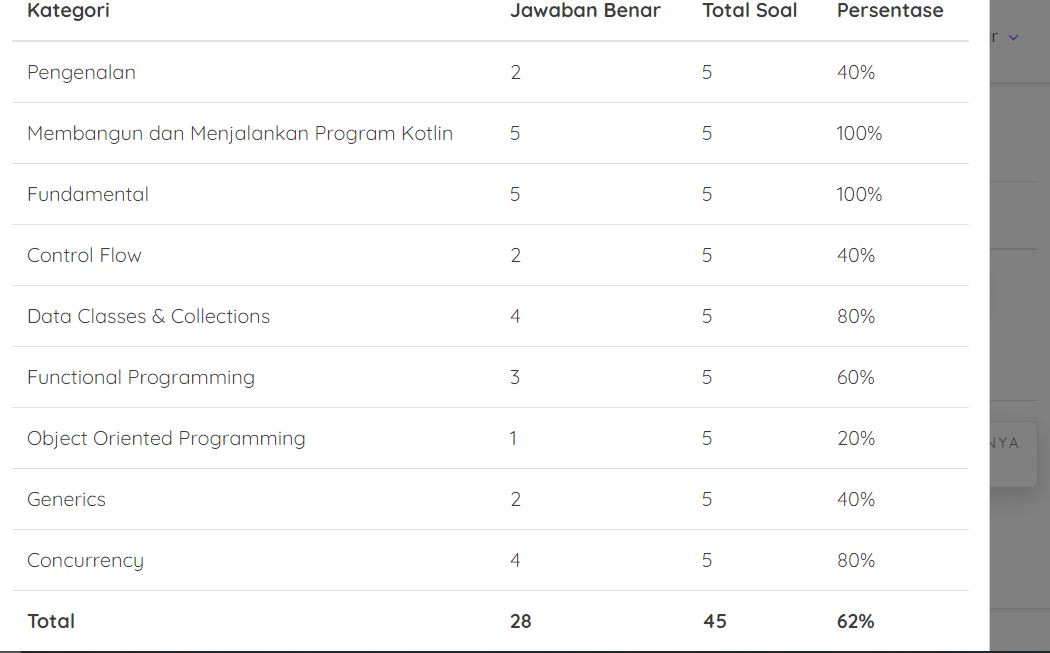 Kategori Jawaban Benar Total Soal Persentase
Pengenalan 2 5 40%
Membangun dan Menjalankan Program Kotlin 5 5 100%
Fundamental 5 5 100%
Control Flow 2 5 40%
Data Classes & Collections 4 5 80%
Functional Programming 3 5 60%
Object Oriented Programming 1 5 20%
Generics 2 5 40%
Concurrency 4 5 80%
Total 28 45 62%